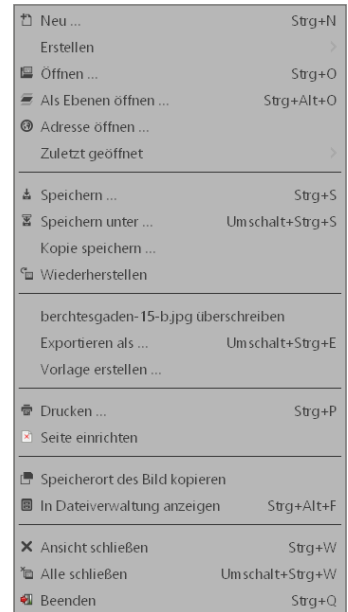 Neu ... Strg+N
Erstellen
Öffnen ... Strg+O
Als Ebenen öffnen ... Strg+Alt+O
Adresse öffnen ...
Zuletzt geöffnet
Speichern ... Strg+S
Speichern unter ... Umschalt+Strg+S
Kopie speichern ...
Wiederherstellen
berchtesgaden-15-b.jpg überschreiben
Exportieren als ... Umschalt+Strg+E
Vorlage erstellen ...
Drucken ... Strg+P
Seite einrichten
Speicherort des Bild kopieren
In Dateiverwaltung anzeigen Strg+Alt+F
Ansicht schließen Strg+W
Alle schließen Umschalt+Strg+W
Beenden Strg+Q